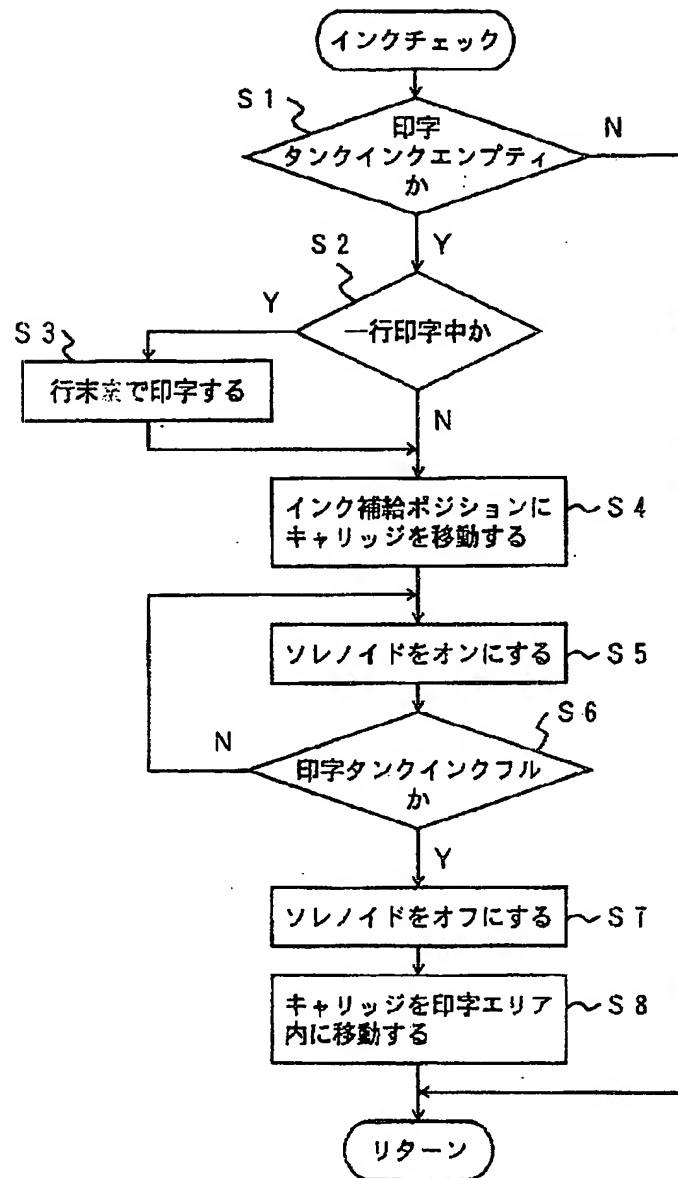 インクチェック
S1
印字
タンクインクエンプティ
か
N
Y
S2
Y
一行印字中か
S3
行末まで印字する
N
インク補給ポジションに
キャリッジを移動する
S4
ソレノイドをオンにする
S5
S6
N
印字タンクインクフル
か
Y
ソレノイドをオフにする
S7
キャリッジを印字エリア
内に移動する
S8
リターン